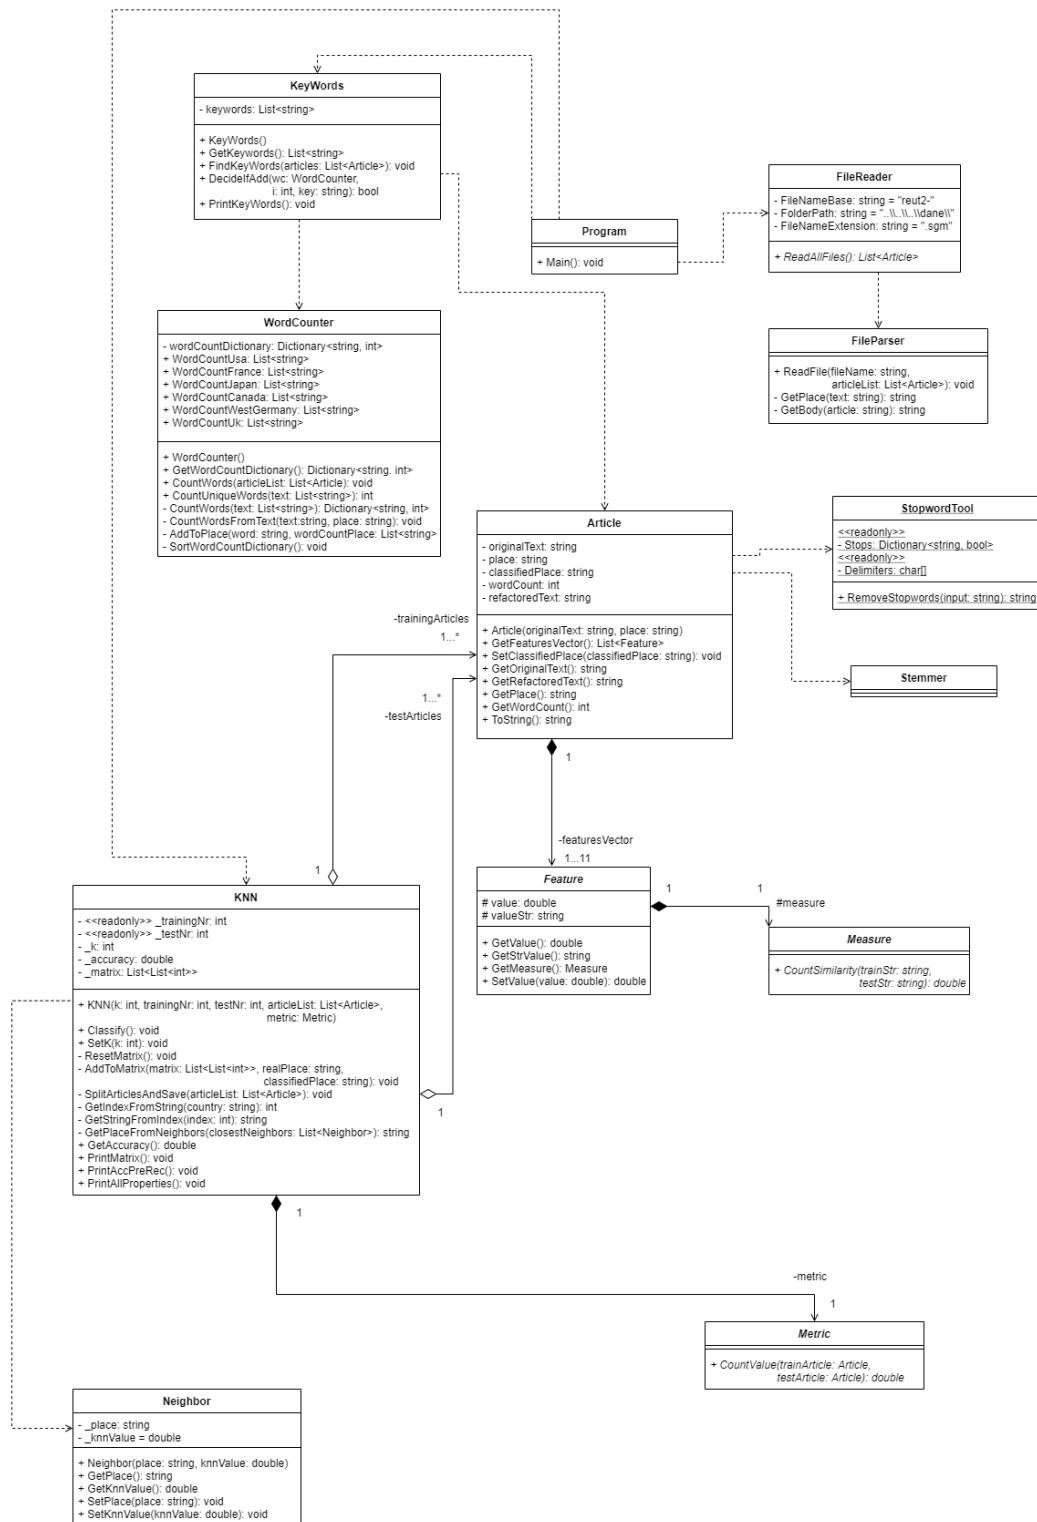 KeyWords
- keywords: List<string>
+ KeyWords()
+ GetKeywords(): List<string>
+ FindKeyWords(articles: List<Article>): void
+ DecideIfAdd(wc: WordCounter,
i: int, key: string): bool
+ PrintKeyWords(): void
Program
+ Main(): void
FileReader
- FileNameBase: string = "reut2-"
- FolderPath: string = "..\\..\\..\\dane\\"
- FileNameExtension: string = ".sgm"
+ ReadAllFiles(): List<Article>
WordCounter
- wordCountDictionary: Dictionary<string, int>
+ WordCountUsa: List<string>
+ WordCountFrance: List<string>
+ WordCountJapan: List<string>
+ WordCountCanada: List<string>
+ WordCountWestGermany: List<string>
+ WordCountUk: List<string>
+ WordCounter()
+ GetWordCountDictionary(): Dictionary<string. int>
+ CountWords(articleList: List<Article): void
+ CountUniqueWords(text: List<string>): int
- CountWords(text: List<string>): Dictionary<string, int)
- CountWordsFromText(text:string, place: string): void
- AddToPlace(word: string, wordCountPlace: List<string>
- SortWordCountDictionary(): void
FileParser
+ ReadFile(fileName: string,
articleList: List<Article>): void
- GetPlace(text: string): string
- GetBody(article: string): string
Article
- originalText: string
- place: string
- classifiedPlace: string
- wordCount: int
- refactoredText: string
+ Article(originalText: string, place: string)
+ GetFeaturesVector(): List<Feature>
+ SetClassifiedPlace(classifiedPlace: string): void
+ GetOriginalText(): string
+ GetRefactoredText(): string
+ GetPlace(): string
+ GetWordCount(): int
+ ToString(): string
StopwordTool
<<readonly>>
- Stops: Dictionary<string, bool>
<<readonly>>
- Delimiters: char[]
+ RemoveStopwords(input: string): string
Stemmer
-trainingArticles
1...*
1...*
-testArticles
1
-featuresVector
1...11
Feature
# value: double
# valueStr: string
+ GetValue(): double
+ GetStrValue(): string
+ GetMeasure(): Measure
+ SetValue(value: double): double
1
1
#measure
Measure
+ CountSimilarity(trainStr: string,
testStr: string): double
1
KNN
- <<readonly>> _trainingNr: int
- <<readonly>> _testNr: int
- _k: int
- _accuracy: double
- _matrix: List<List<int>>
+ KNN(k: int, trainingNr: int, testNr: int, articleList: List<Article>,
metric: Metric)
+ Classify(): void
+ SetK(k: int): void
- ResetMatrix(): void
- AddToMatrix(matrix: List<List<int>>, realPlace: string,
classifiedPlace: string): void
- SplitArticlesAndSave(articleList: List<Article>): void
- GetIndexFromString(country: string): int
- GetStringFromIndex(index: int): string
- GetPlaceFromNeighbors(closestNeighbors: List<Neighbor>): string
+ GetAccuracy(): double
+ PrintMatrix(): void
+ PrintAccPreRec(): void
+ PrintAllProperties(): void
1
1
-metric
1
Metric
+ CountValue(trainArticle: Article,
testArticle: Article): double
Neighbor
- _place: string
- _knnValue = double
+ Neighbor(place: string, knnValue: double)
+ GetPlace(): string
+ GetKnnValue(): double
+ SetPlace(place: string): void
+ SetKnnValue(knnValue: double): void